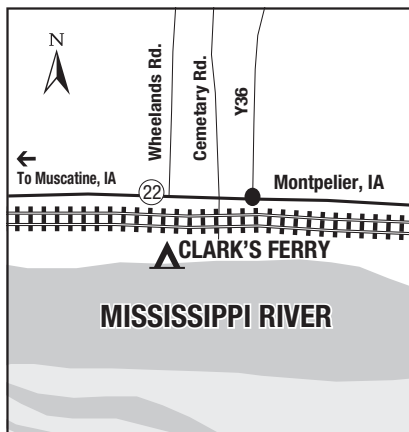 N
Wheelands Rd.
Cemetary Rd.
Y36
To Muscatine, IA
22
Montpelier, IA
CLARK'S FERRY
MISSISSIPPI RIVER